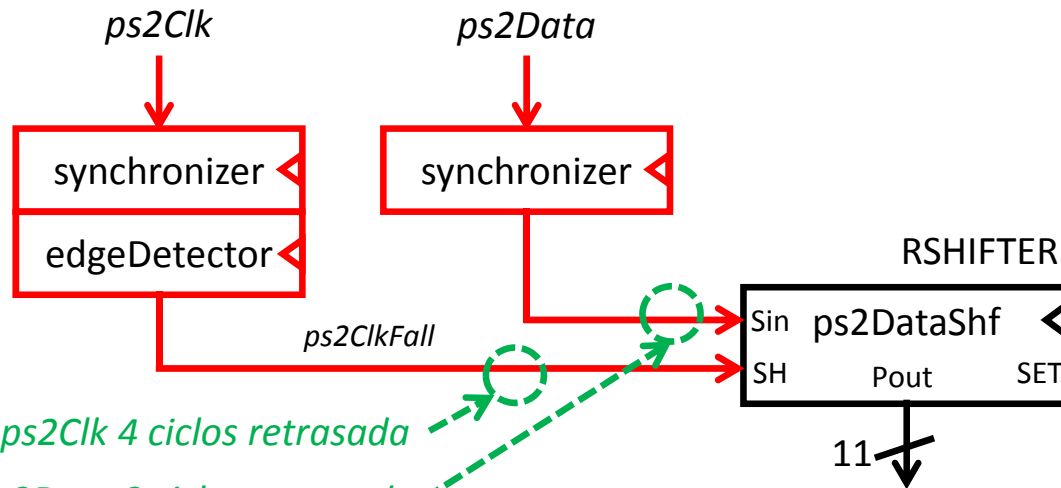 ps2Clk
ps2Data
synchronizer
synchronizer
edgeDetector
RSHIFTER
Sin
ps2DataShf
ps2ClkFall
SH
Pout
SET
ps2Clk 4 ciclos retrasada
11